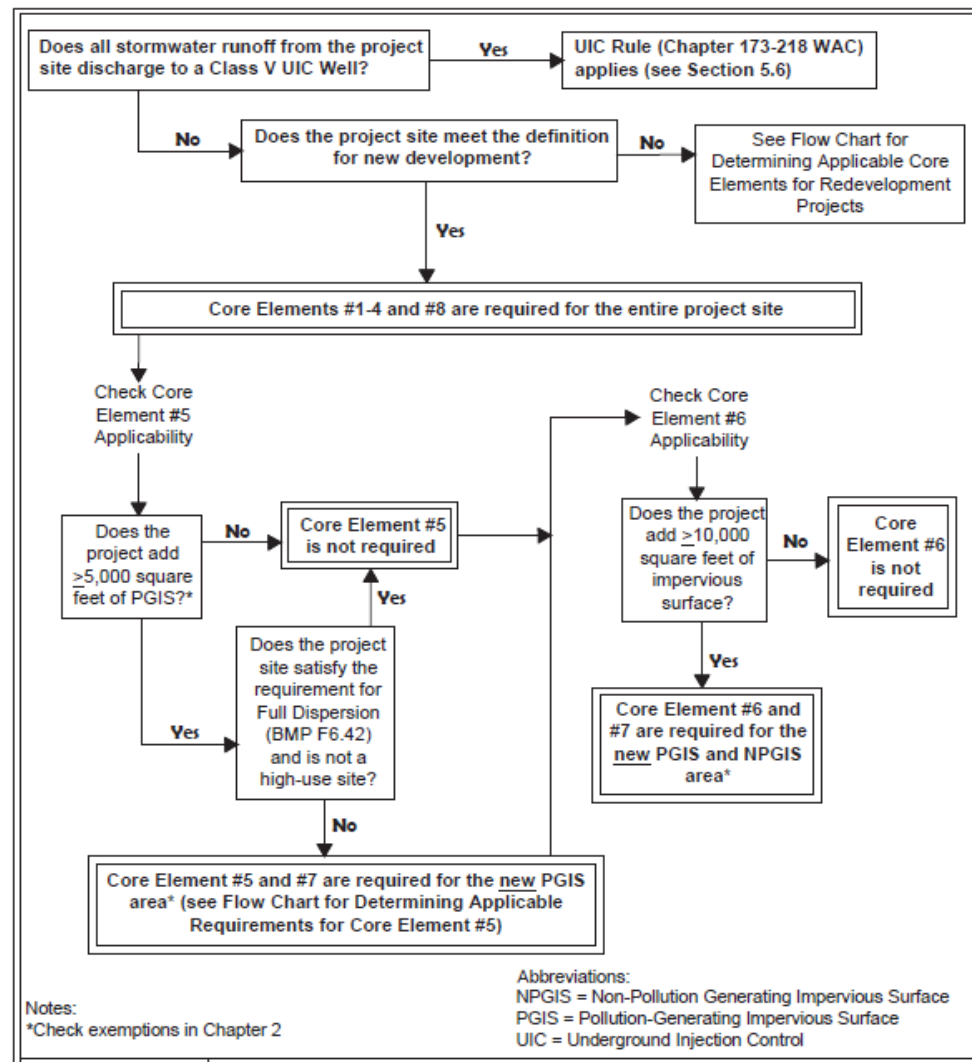 Does all stormwater runoff from the project
site discharge to a Class V UIC Well?
Yes
UIC Rule (Chapter 173-218 WAC)
applies (see Section 5.6)
No
Does the project site meet the definition
for new development?
No
See Flow Chart for
Determining Applicable Core
Elements for Redevelopment
Projects
Yes
Core Elements #1-4 and #8 are required for the entire project site
Check Core
Element #5
Applicability
Does the
project add
≥5,000 square
feet of PGIS?*
No
Core Element #5
is not required
Yes
Yes
Does the project
site satisfy the
requirement for
Full Dispersion
(BMP F6.42)
and is not a
high-use site?
No
Core Element #5 and #7 are required for the new PGIS
area* (see Flow Chart for Determining Applicable
Requirements for Core Element #5)
Check Core
Element #6
Applicability
Does the project
add ≥10,000
square feet of
impervious
surface?
No
Core
Element #6
is not
required
Yes
Core Element #6 and
#7 are required for the
new PGIS and NPGIS
area*
Notes:
*Check exemptions in Chapter 2
Abbreviations:
NPGIS = Non-Pollution Generating Impervious Surface
PGIS = Pollution-Generating Impervious Surface
UIC = Underground Injection Control